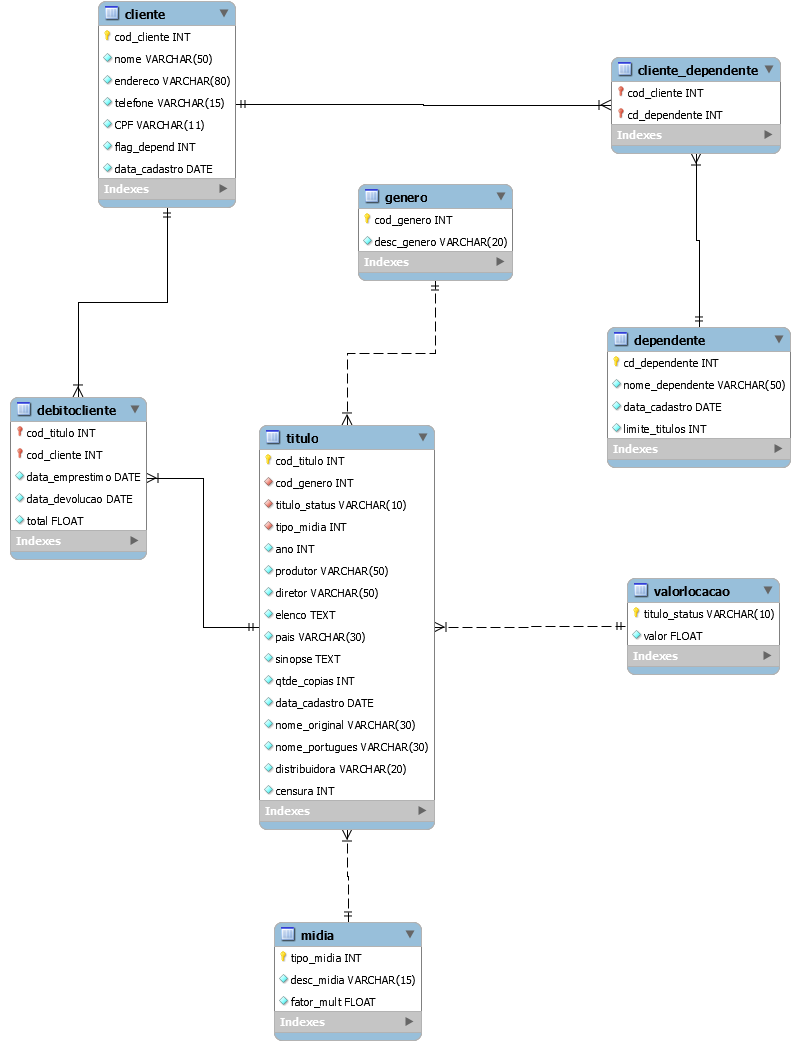 cliente
cod_cliente INT
nome VARCHAR(50)
endereco VARCHAR(80)
telefone VARCHAR(15)
CPF VARCHAR(11)
flag_depend INT
data_cadastro DATE
Indexes
cliente_dependente
cod_cliente INT
cd_dependente INT
Indexes
genero
cod_genero INT
desc_genero VARCHAR(20)
Indexes
dependente
cd_dependente INT
nome_dependente VARCHAR(50)
data_cadastro DATE
limite_titulos INT
Indexes
debitocliente
cod_titulo INT
cod_cliente INT
data_emprestimo DATE
data_devolucao DATE
total FLOAT
Indexes
titulo
cod_titulo INT
cod_genero INT
titulo_status VARCHAR(10)
tipo_midia INT
ano INT
produtor VARCHAR(50)
diretor VARCHAR(50)
elenco TEXT
pais VARCHAR(30)
sinopse TEXT
qtde_copias INT
data_cadastro DATE
nome_original VARCHAR(30)
nome_portugues VARCHAR(30)
distribuidora VARCHAR(20)
censura INT
Indexes
valorlocacao
titulo_status VARCHAR(10)
valor FLOAT
Indexes
midia
tipo_midia INT
desc_midia VARCHAR(15)
fator_mult FLOAT
Indexes